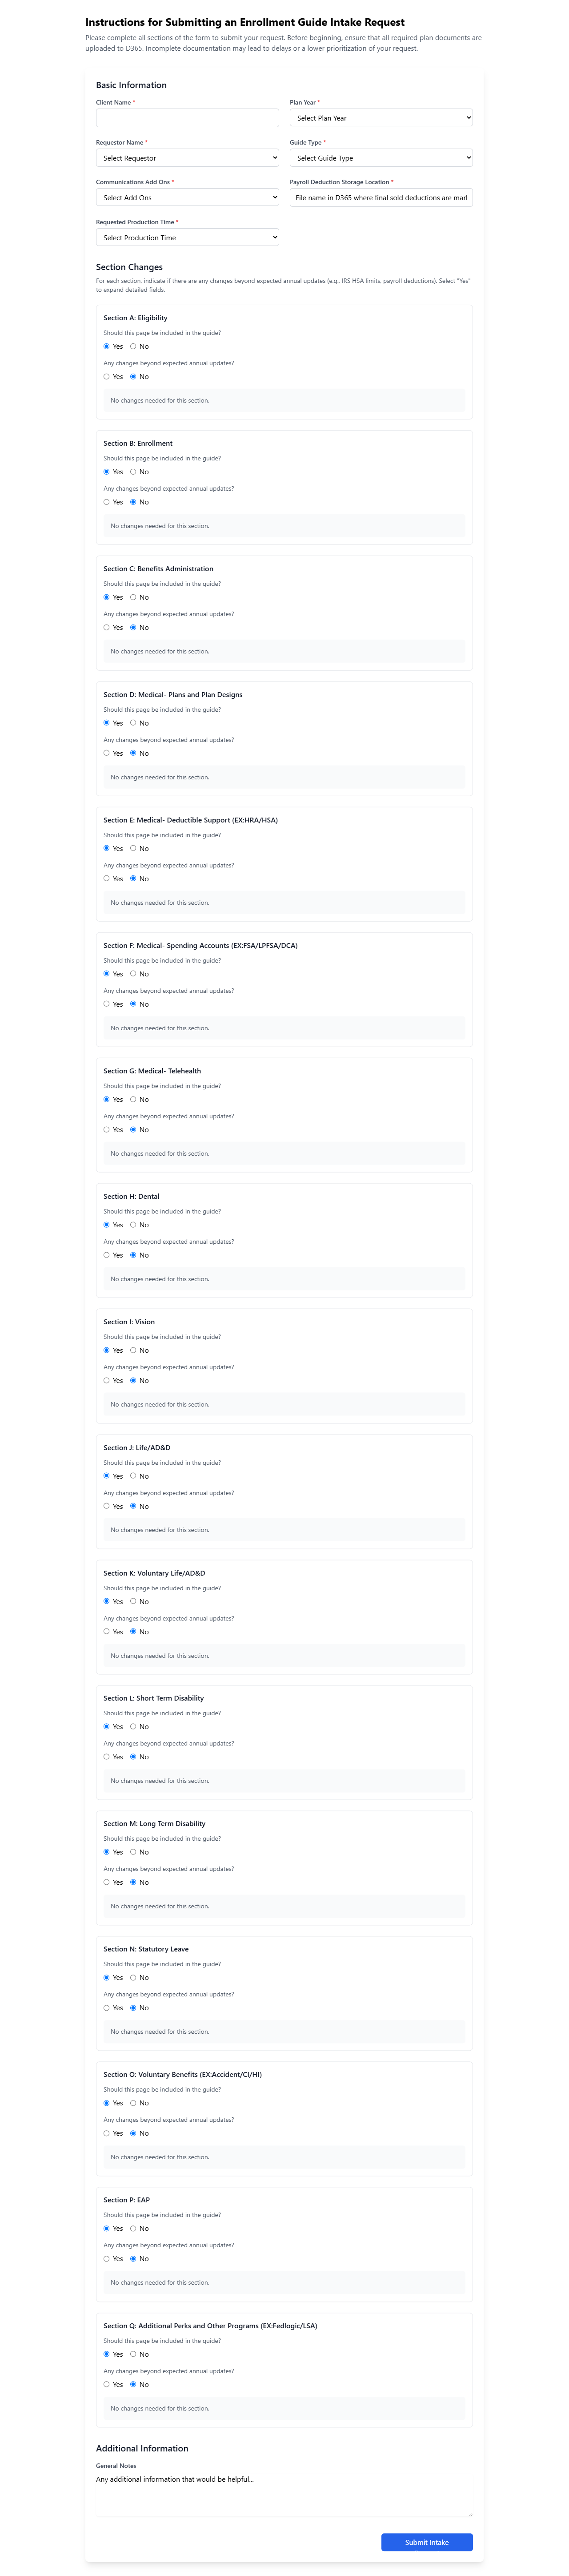 Instructions for Submitting an Enrollment Guide Intake Request
Please complete all sections of the form to submit your request. Before beginning, ensure that all required plan documents are
uploaded to D365. Incomplete documentation may lead to delays or a lower prioritization of your request.
Basic Information
Client Name *
Plan Year *
Select Plan Year
Requestor Name *
Guide Type *
Select Requestor
Select Guide Type
Communications Add Ons *
Payroll Deduction Storage Location *
Select Add Ons
File name in D365 where final sold deductions are marl
Requested Production Time *
Select Production Time
Section Changes
For each section, indicate if there are any changes beyond expected annual updates (e.g., IRS HSA limits, payroll deductions). Select "Yes"
to expand detailed fields.
Section A: Eligibility
Should this page be included in the guide?
Yes No
Any changes beyond expected annual updates?
Yes No
No changes needed for this section.
Section B: Enrollment
Should this page be included in the guide?
Yes No
Any changes beyond expected annual updates?
Yes No
No changes needed for this section.
Section C: Benefits Administration
Should this page be included in the guide?
Yes No
Any changes beyond expected annual updates?
Yes No
No changes needed for this section.
Section D: Medical- Plans and Plan Designs
Should this page be included in the guide?
Yes No
Any changes beyond expected annual updates?
Yes No
No changes needed for this section.
Section E: Medical- Deductible Support (EX:HRA/HSA)
Should this page be included in the guide?
Yes No
Any changes beyond expected annual updates?
Yes No
No changes needed for this section.
Section F: Medical- Spending Accounts (EX:FSA/LPFSA/DCA)
Should this page be included in the guide?
Yes No
Any changes beyond expected annual updates?
Yes No
No changes needed for this section.
Section G: Medical- Telehealth
Should this page be included in the guide?
Yes No
Any changes beyond expected annual updates?
Yes No
No changes needed for this section.
Section H: Dental
Should this page be included in the guide?
Yes No
Any changes beyond expected annual updates?
Yes No
No changes needed for this section.
Section I: Vision
Should this page be included in the guide?
Yes No
Any changes beyond expected annual updates?
Yes No
No changes needed for this section.
Section J: Life/AD&D
Should this page be included in the guide?
Yes No
Any changes beyond expected annual updates?
Yes No
No changes needed for this section.
Section K: Voluntary Life/AD&D
Should this page be included in the guide?
Yes No
Any changes beyond expected annual updates?
Yes No
No changes needed for this section.
Section L: Short Term Disability
Should this page be included in the guide?
Yes No
Any changes beyond expected annual updates?
Yes No
No changes needed for this section.
Section M: Long Term Disability
Should this page be included in the guide?
Yes No
Any changes beyond expected annual updates?
Yes No
No changes needed for this section.
Section N: Statutory Leave
Should this page be included in the guide?
Yes No
Any changes beyond expected annual updates?
Yes No
No changes needed for this section.
Section O: Voluntary Benefits (EX:Accident/CI/HI)
Should this page be included in the guide?
Yes No
Any changes beyond expected annual updates?
Yes No
No changes needed for this section.
Section P: EAP
Should this page be included in the guide?
Yes No
Any changes beyond expected annual updates?
Yes No
No changes needed for this section.
Section Q: Additional Perks and Other Programs (EX:Fedlogic/LSA)
Should this page be included in the guide?
Yes No
Any changes beyond expected annual updates?
Yes No
No changes needed for this section.
Additional Information
General Notes
Any additional information that would be helpful...
Submit Intake